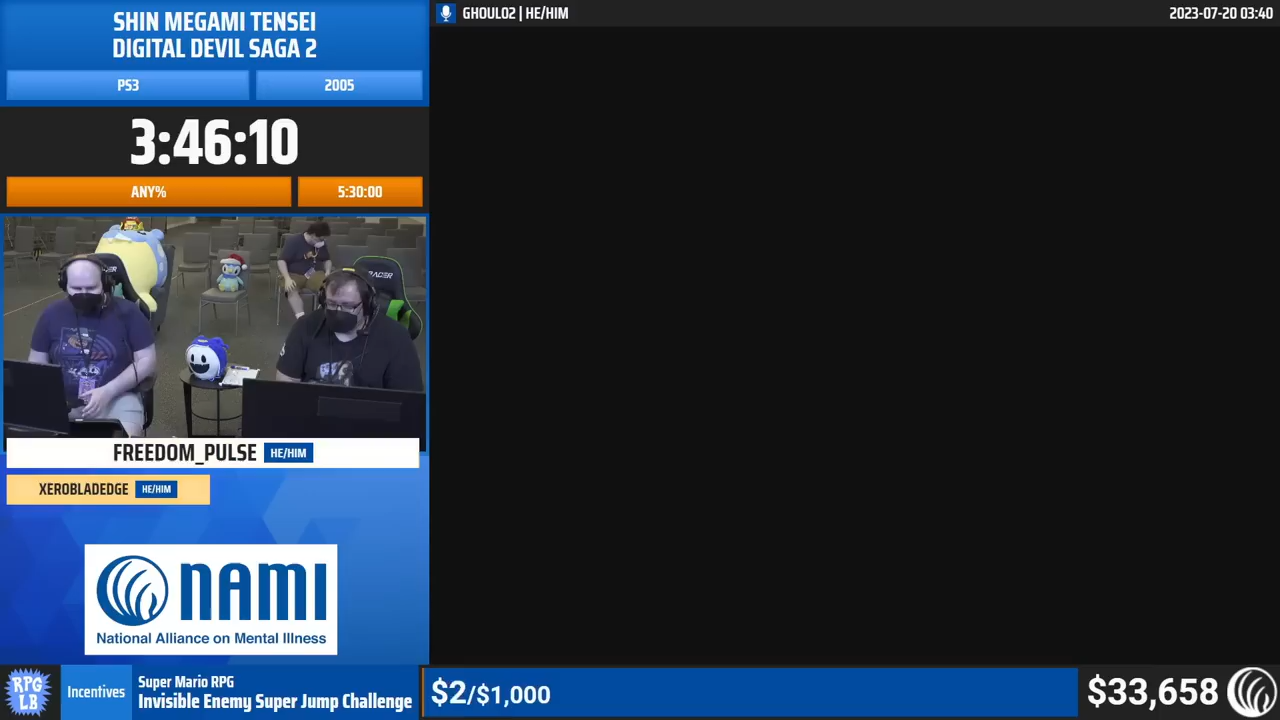 SHIN MEGAMI TENSEI
DIGITAL DEVIL SAGA 2
PS3
2005
3:46:10
ANY%
5:30:00
FREEDOM_PULSE HE/HIM
XEROBLADEDGE HE/HIM
NAMI
National Alliance on Mental Illness
GHOUL02 | HE/HIM
2023-07-20 03:40
RPG
LB
Incentives
Super Mario RPG
Invisible Enemy Super Jump Challenge
$2/$1,000
$33,658